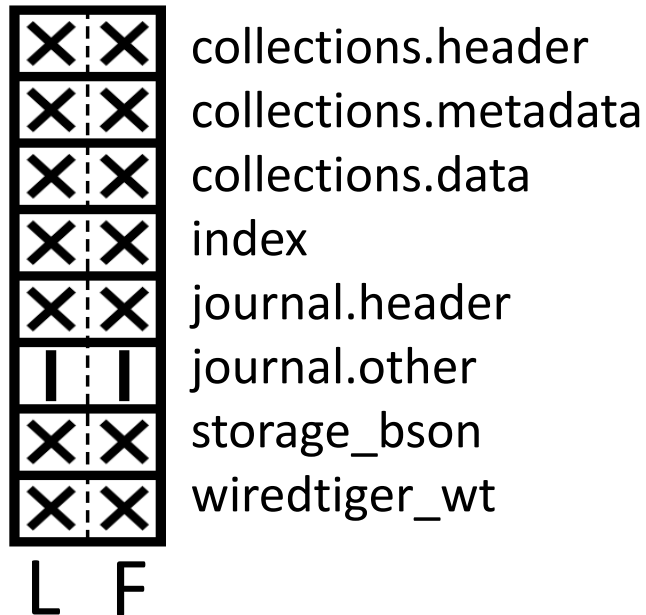 collections.header
collections.metadata
collections.data
index
journal.header
journal.other
storage_bson
wiredtiger_wt
L F